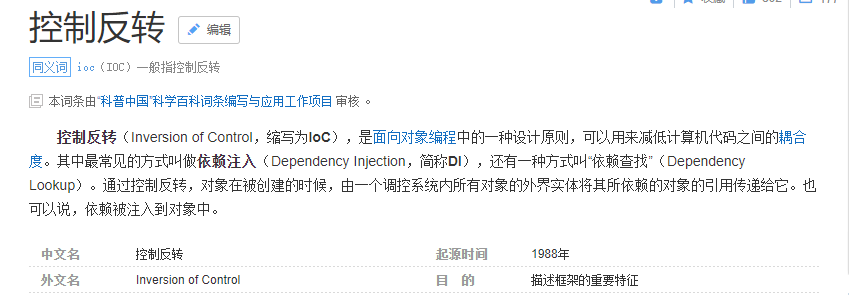 控制反转 编辑
同义词 ioc（IOC）一般指控制反转
本词条由“科普中国”科学百科词条编写与应用工作项目 审核 。
控制反转（Inversion of Control，缩写为IoC），是面向对象编程中的一种设计原则，可以用来减低计算机代码之间的耦合
度。其中最常见的方式叫做依赖注入（Dependency Injection，简称DI），还有一种方式叫“依赖查找”（Dependency
Lookup）。通过控制反转，对象在被创建的时候，由一个调控系统内所有对象的外界实体将其所依赖的对象的引用传递给它。也
可以说，依赖被注入到对象中。
中文名 控制反转 起源时间 1988年
外文名 Inversion of Control 目 的 描述框架的重要特征